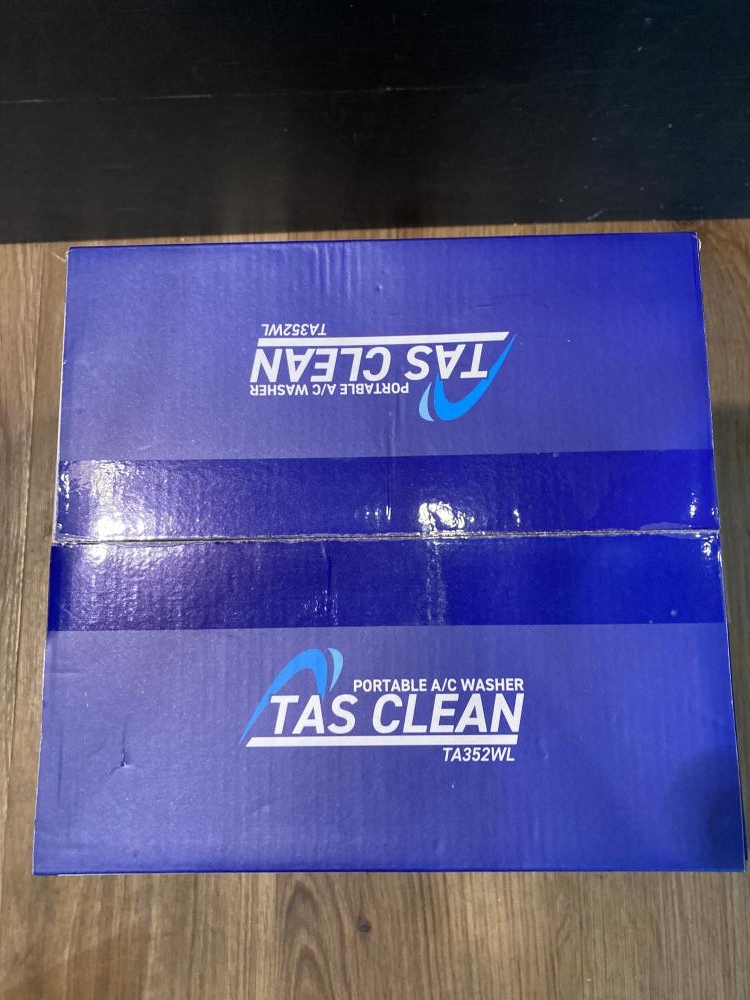 TA352WL
TAS CLEAN
PORTABLE A/C WASHER
PORTABLE A/C WASHER
TAS CLEAN
TA352WL